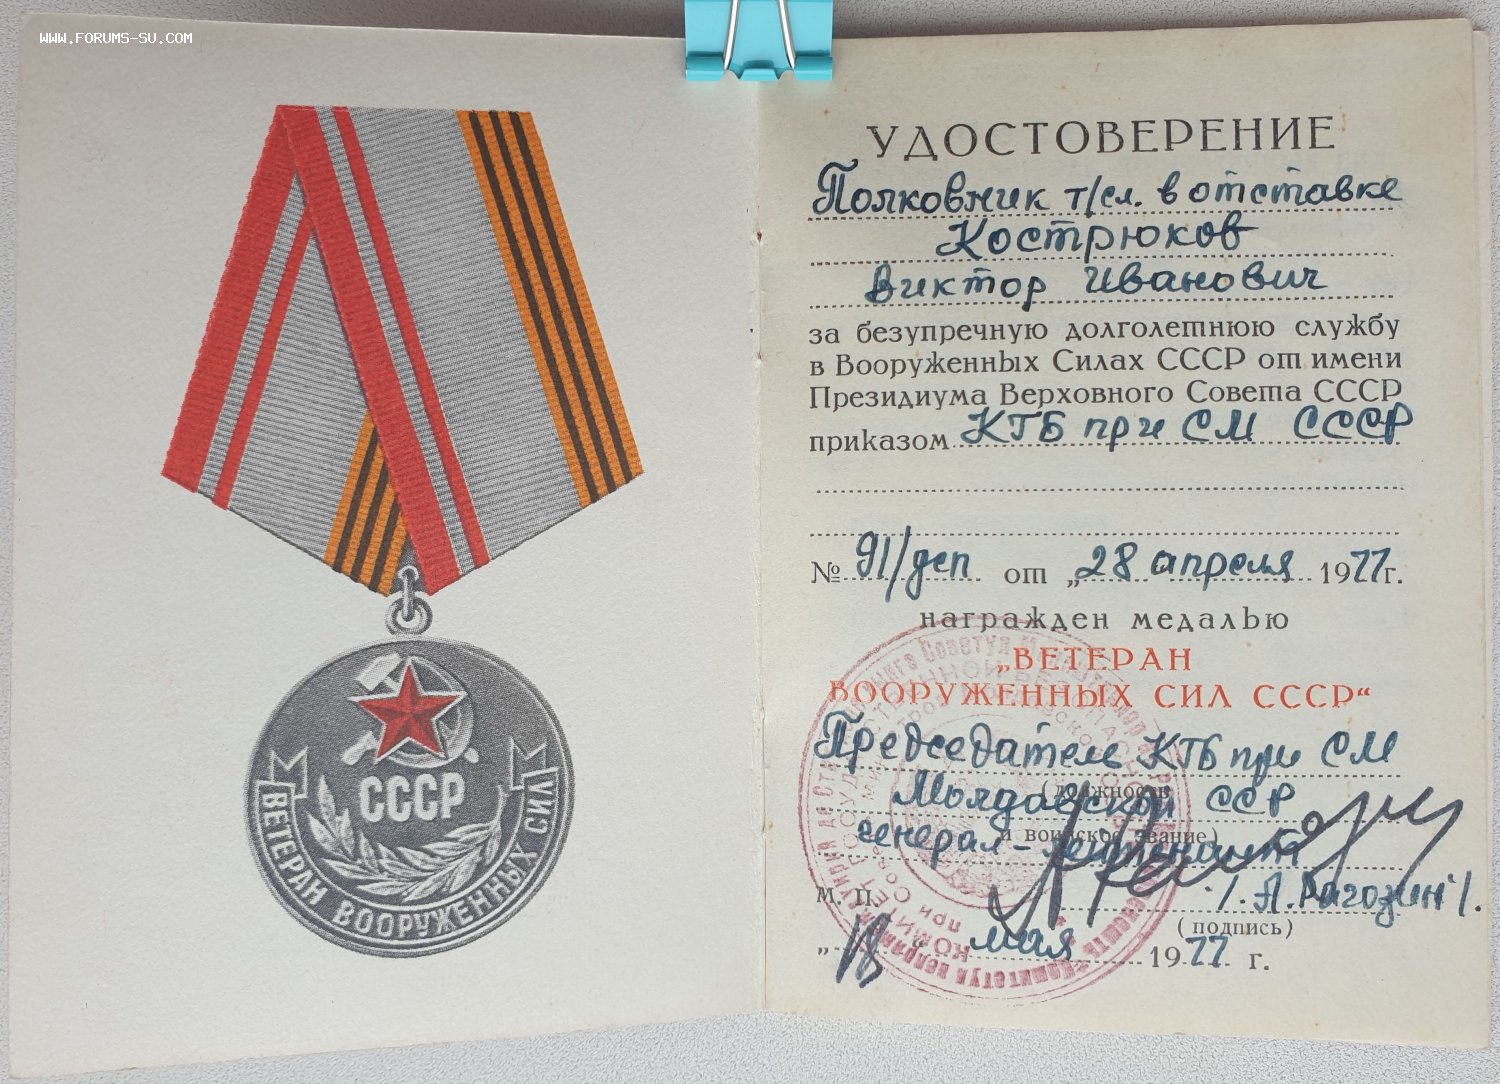 WWW.FORUMS-SU.COM
СССР
ВЕТЕРАН ВООРУЖЕННЫХ СИЛ
УДОСТОВЕРЕНИЕ
Полковник т/сл. в отставке
Кострюков
Виктор Иванович
за безупречную долголетнюю службу
в Вооруженных Силах СССР от имени
Президиума Верховного Совета СССР
приказом КГБ при СМ СССР
№ 91/деп от „28 апреля 1977г.
награжден медалью
„ВЕТЕРАН
ВООРУЖЕННЫХ СИЛ СССР“
Председатель КГБ при СМ
(должность
Молдавской ССР
и воинское звание)
генерал-лейтенант
М. П. /. А. Рагозин /.
(подпись)
„18 “ мая 1977 г.